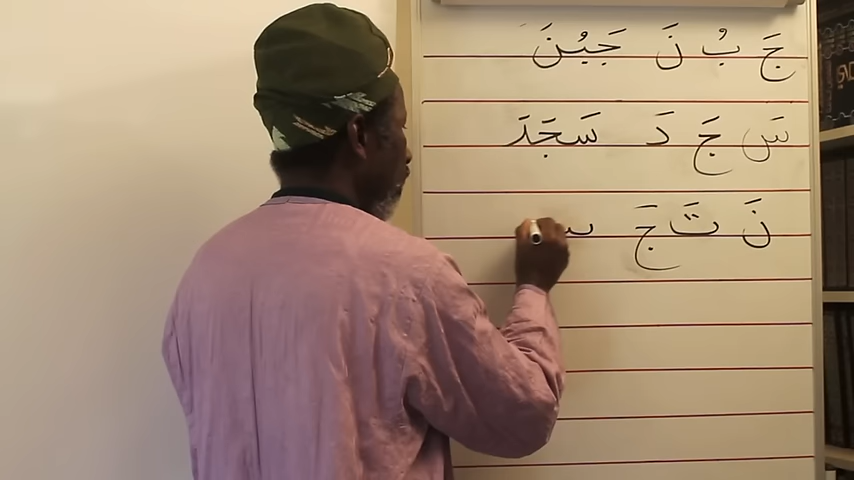 جَ بُ نَ جَبُنَ
سَ جَ دَ سَجَدَ
نَ تَ جَ